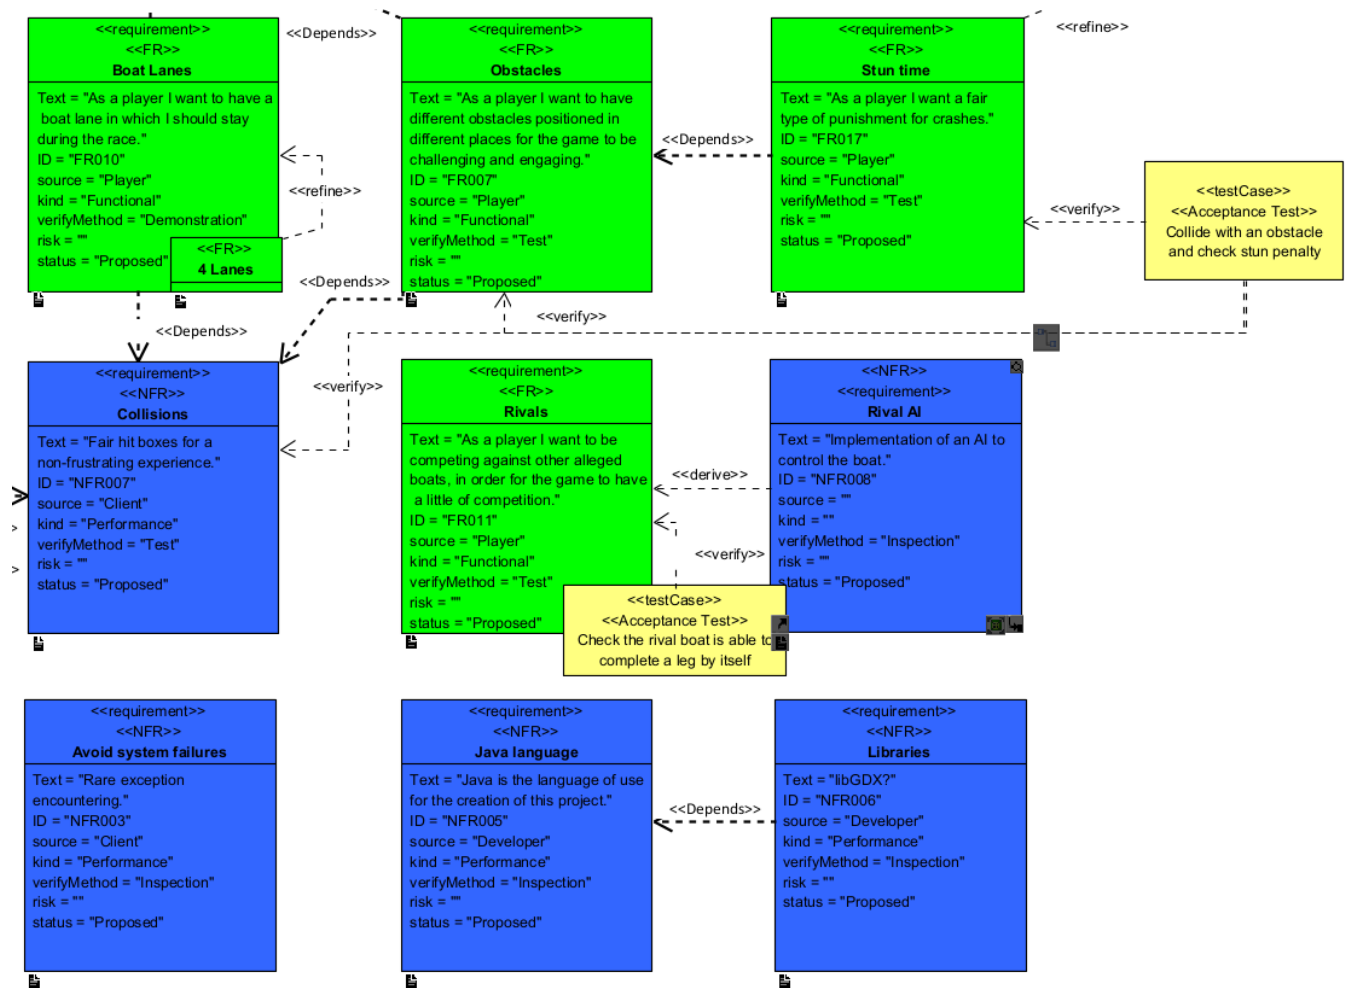 <<requirement>>
<<FR>>
Boat Lanes
Text = "As a player I want to have a
boat lane in which I should stay
during the race."
ID = "FR010"
source = "Player"
kind = "Functional"
verifyMethod = "Demonstration"
risk = ""
status = "Proposed"
<<FR>>
4 Lanes
<<refine>>
<<Depends>>
<<requirement>>
<<FR>>
Obstacles
Text = "As a player I want to have
different obstacles positioned in
different places for the game to be
challenging and engaging."
ID = "FR007"
source = "Player"
kind = "Functional"
verifyMethod = "Test"
risk = ""
status = "Proposed"
<<Depends>>
<<requirement>>
<<FR>>
Stun time
Text = "As a player I want a fair
type of punishment for crashes."
ID = "FR017"
source = "Player"
kind = "Functional"
verifyMethod = "Test"
risk = ""
status = "Proposed"
<<refine>>
<<verify>>
<<testCase>>
<<Acceptance Test>>
Collide with an obstacle
and check stun penalty
<<Depends>>
<<Depends>>
<<verify>>
<<verify>>
<<requirement>>
<<NFR>>
Collisions
Text = "Fair hit boxes for a
non-frustrating experience."
ID = "NFR007"
source = "Client"
kind = "Performance"
verifyMethod = "Test"
risk = ""
status = "Proposed"
<<requirement>>
<<FR>>
Rivals
Text = "As a player I want to be
competing against other alleged
boats, in order for the game to have
a little of competition."
ID = "FR011"
source = "Player"
kind = "Functional"
verifyMethod = "Test"
risk = ""
status = "Proposed"
<<derive>>
<<verify>>
<<testCase>>
<<Acceptance Test>>
Check the rival boat is able to
complete a leg by itself
<<NFR>>
<<requirement>>
Rival AI
Text = "Implementation of an AI to
control the boat."
ID = "NFR008"
source = ""
kind = ""
verifyMethod = "Inspection"
risk = ""
status = "Proposed"
<<requirement>>
<<NFR>>
Avoid system failures
Text = "Rare exception
encountering."
ID = "NFR003"
source = "Client"
kind = "Performance"
verifyMethod = "Inspection"
risk = ""
status = "Proposed"
<<requirement>>
<<NFR>>
Java language
Text = "Java is the language of use
for the creation of this project."
ID = "NFR005"
source = "Developer"
kind = "Performance"
verifyMethod = "Inspection"
risk = ""
status = "Proposed"
<<Depends>>
<<requirement>>
<<NFR>>
Libraries
Text = "libGDX?"
ID = "NFR006"
source = "Developer"
kind = "Performance"
verifyMethod = "Inspection"
risk = ""
status = "Proposed"